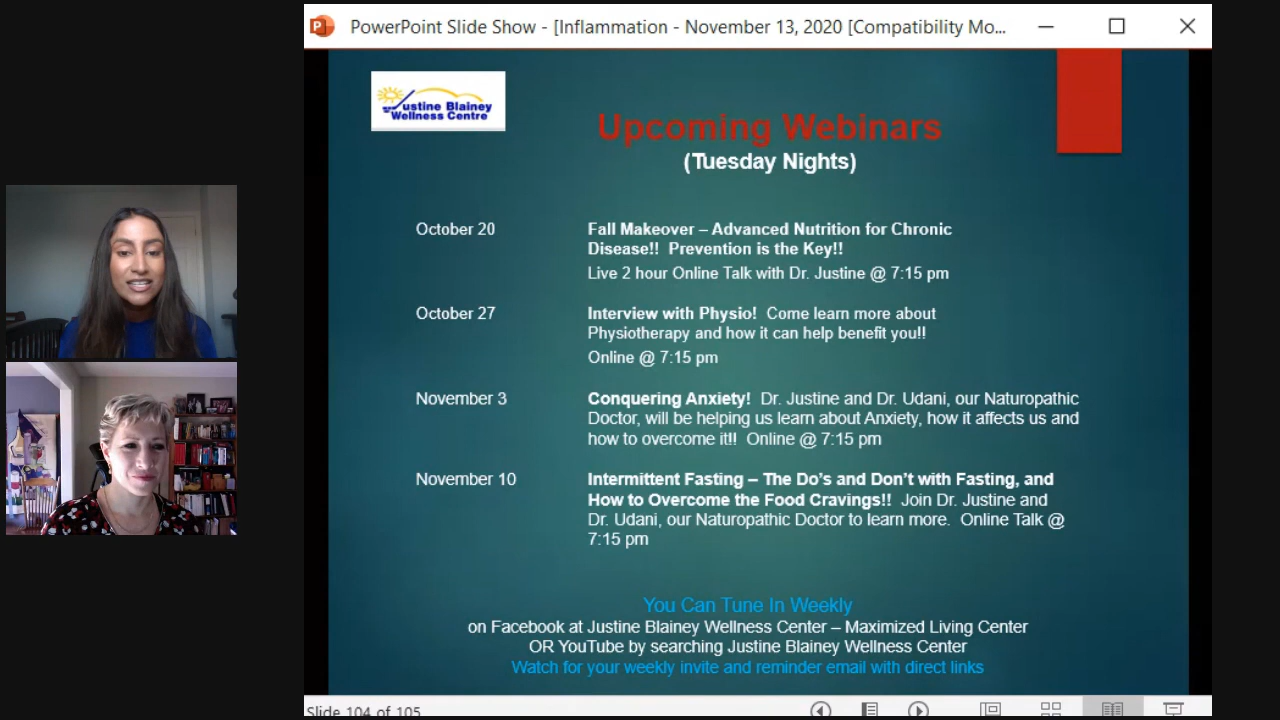 PowerPoint Slide Show - [Inflammation - November 13, 2020 [Compatibility Mo...
Justine Blainey
Wellness Centre
Upcoming Webinars
(Tuesday Nights)
October 20
Fall Makeover – Advanced Nutrition for Chronic
Disease!! Prevention is the Key!!
Live 2 hour Online Talk with Dr. Justine @ 7:15 pm
October 27
Interview with Physio! Come learn more about
Physiotherapy and how it can help benefit you!!
Online @ 7:15 pm
November 3
Conquering Anxiety! Dr. Justine and Dr. Udani, our Naturopathic
Doctor, will be helping us learn about Anxiety, how it affects us and
how to overcome it!! Online @ 7:15 pm
November 10
Intermittent Fasting – The Do's and Don't with Fasting, and
How to Overcome the Food Cravings!! Join Dr. Justine and
Dr. Udani, our Naturopathic Doctor to learn more. Online Talk @
7:15 pm
You Can Tune In Weekly
on Facebook at Justine Blainey Wellness Center – Maximized Living Center
OR YouTube by searching Justine Blainey Wellness Center
Watch for your weekly invite and reminder email with direct links
Slide 104 of 105